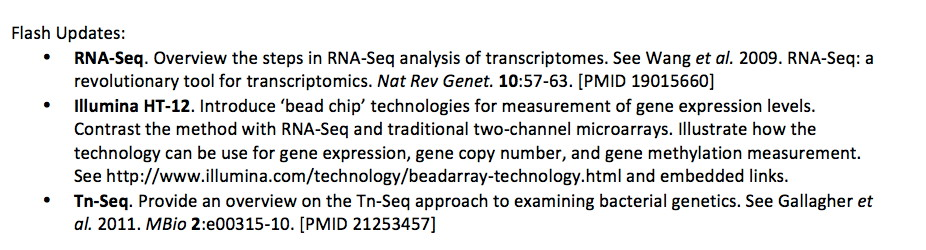 Flash Updates:
• RNA-Seq. Overview the steps in RNA-Seq analysis of transcriptomes. See Wang et al. 2009. RNA-Seq: a
revolutionary tool for transcriptomics. Nat Rev Genet. 10:57-63. [PMID 19015660]
• Illumina HT-12. Introduce ‘bead chip’ technologies for measurement of gene expression levels.
Contrast the method with RNA-Seq and traditional two-channel microarrays. Illustrate how the
technology can be use for gene expression, gene copy number, and gene methylation measurement.
See http://www.illumina.com/technology/beadarray-technology.html and embedded links.
• Tn-Seq. Provide an overview on the Tn-Seq approach to examining bacterial genetics. See Gallagher et
al. 2011. MBio 2:e00315-10. [PMID 21253457]